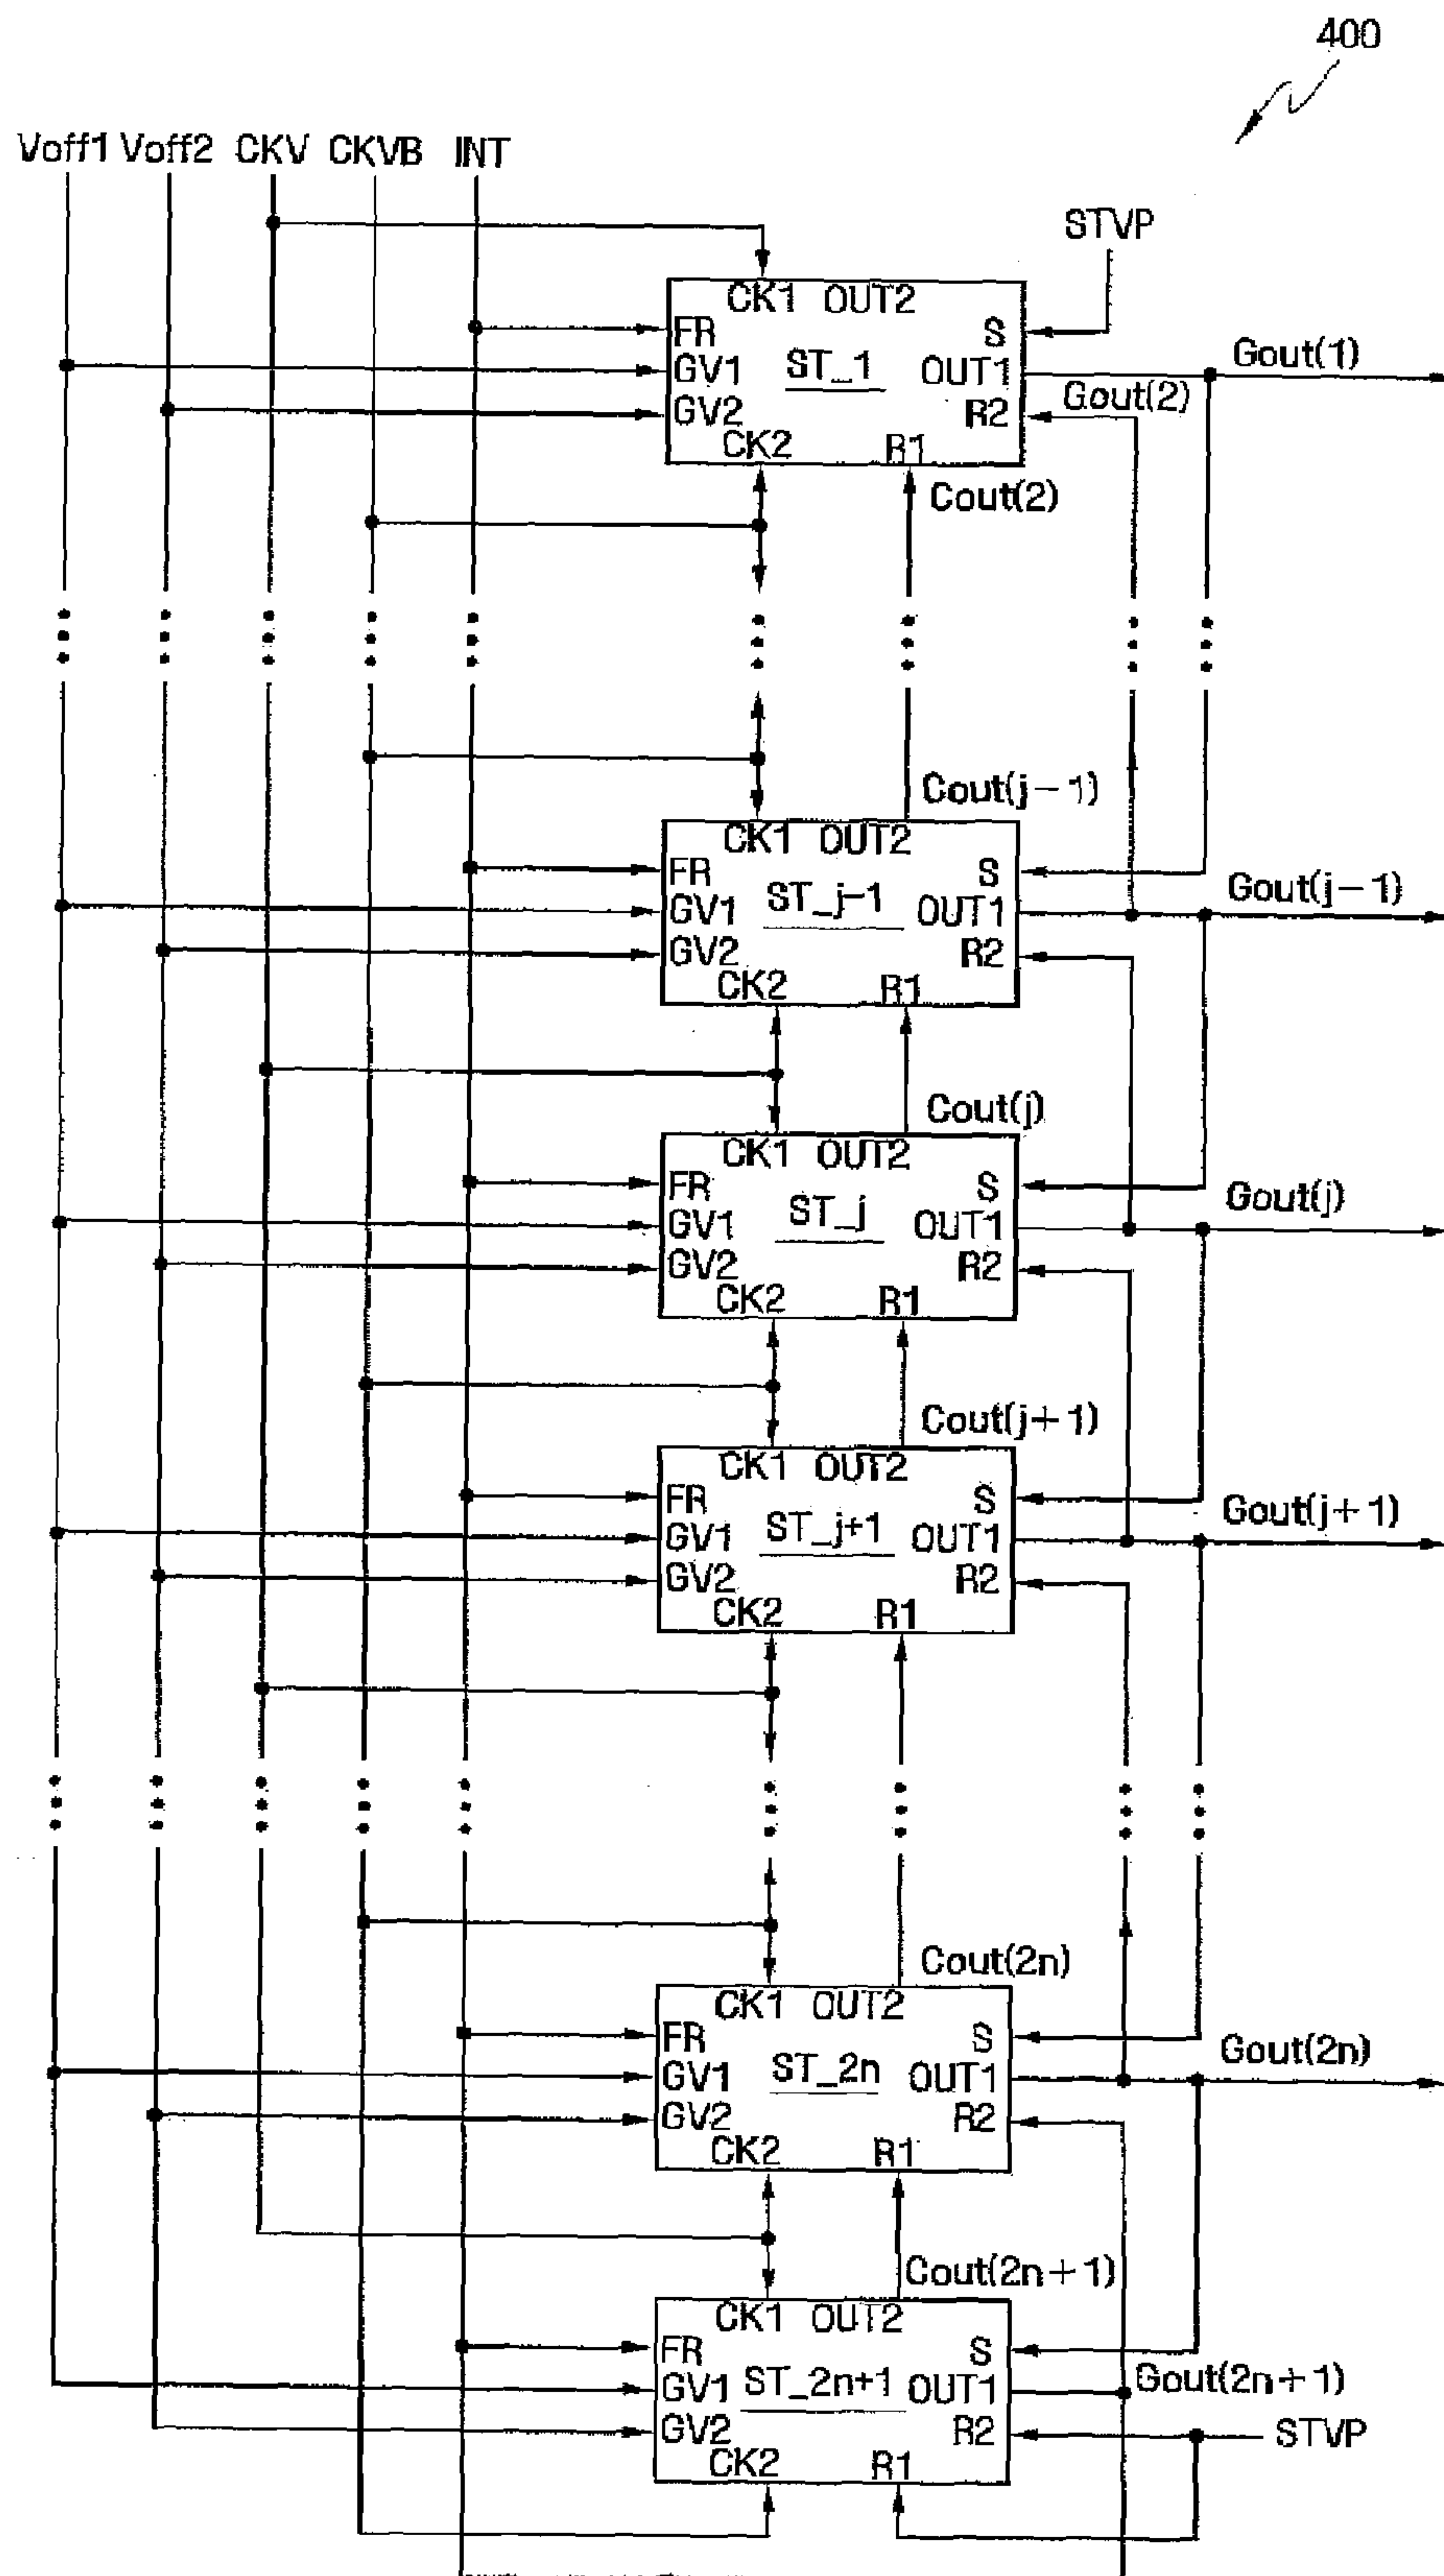 400
Voff1 Voff2 CKV CKVB INT
STVP
CK1 OUT2
FR S
GV1 ST_1 OUT1 Gout(1)
GV2 R2 Gout(2)
CK2 R1
Cout(2)
Cout(j-1)
CK1 OUT2
FR S
GV1 ST_j-1 OUT1 Gout(j-1)
GV2 R2
CK2 R1
Cout(j)
CK1 OUT2
FR S
GV1 ST_j OUT1 Gout(j)
GV2 R2
CK2 R1
Cout(j+1)
CK1 OUT2
FR S
GV1 ST_j+1 OUT1 Gout(j+1)
GV2 R2
CK2 R1
Cout(2n)
CK1 OUT2
FR S
GV1 ST_2n OUT1 Gout(2n)
GV2 R2
CK2 R1
Cout(2n+1)
CK1 OUT2
FR S
GV1 ST_2n+1 OUT1 Gout(2n+1)
GV2 R2 STVP
CK2 R1